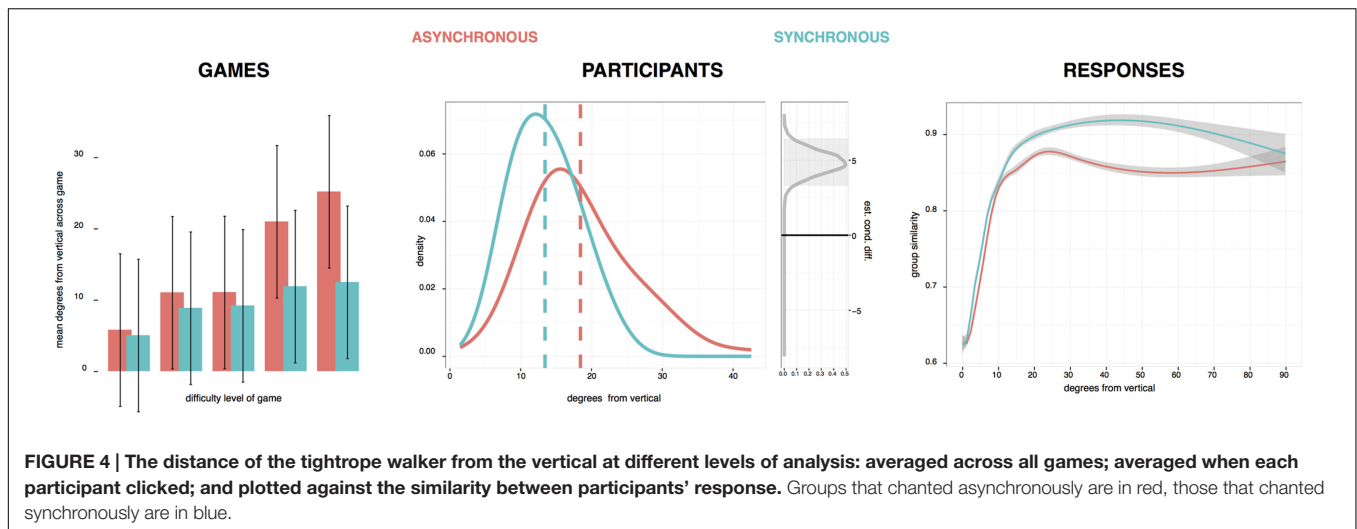 ASYNCHRONOUS SYNCHRONOUS
GAMES
mean degrees from vertical across game
30
20
10
0
difficulty level of game
PARTICIPANTS
density
0.06
0.04
0.02
0.00
0 10 20 30 40
degrees from vertical
-5
0
-5
est. cond. diff.
0.0 0.1 0.2 0.3 0.4 0.5
RESPONSES
group similarity
0.9
0.8
0.7
0.6
0 10 20 30 40 50 60 70 80 90
degrees from vertical
FIGURE 4 | The distance of the tightrope walker from the vertical at different levels of analysis: averaged across all games; averaged when each
participant clicked; and plotted against the similarity between participants' response. Groups that chanted asynchronously are in red, those that chanted
synchronously are in blue.